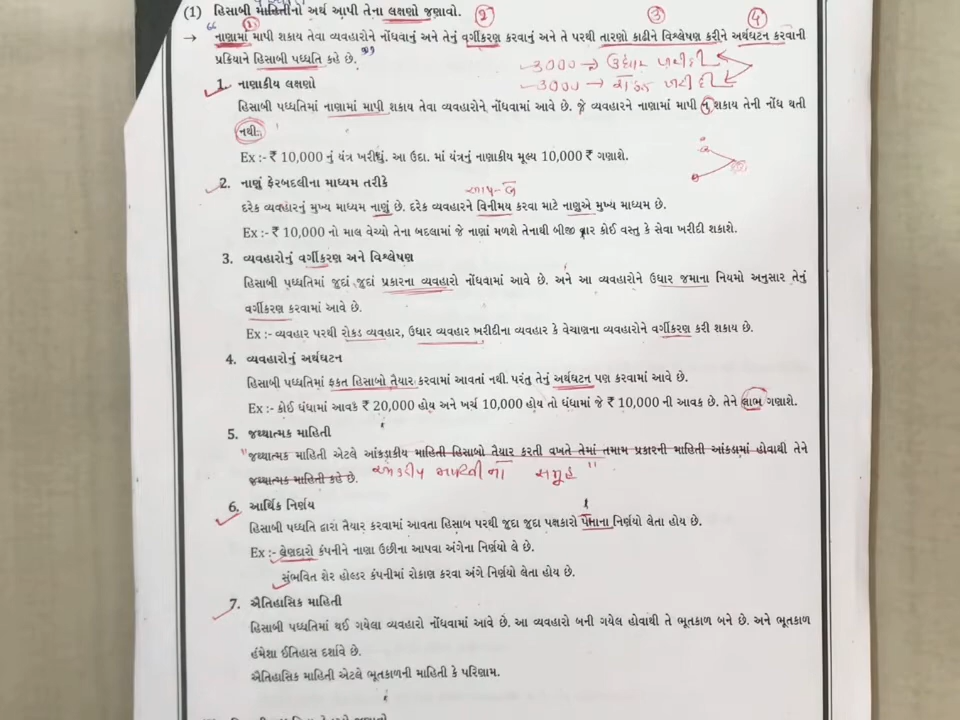 (1) હિસાબી માહિતીનો અર્થ આપી તેના લક્ષણો જણાવો.
1 2 3 4
→ "નાણામાં માપી શકાય તેવા વ્યવહારોને નોંધવાનું અને તેનું વર્ગીકરણ કરવાનું અને તે પરથી તારણો કાઢીને વિશ્લેષણ કરીને અર્થઘટન કરવાની
પ્રક્રિયાને હિસાબી પધ્ધતિ કહે છે."
3000 → ઉધાર ખરીદી
3000 → રોકડ ખરીદી
1. નાણાકીય લક્ષણો
હિસાબી પધ્ધતિમાં નાણામાં માપી શકાય તેવા વ્યવહારોને નોંધવામાં આવે છે. જે વ્યવહારને નાણામાં માપી ન શકાય તેની નોંધ થતી
નથી.
Ex :- ₹ 10,000 નું યંત્ર ખરીધું. આ ઉદા. માં યંત્રનું નાણાકીય મૂલ્ય 10,000 ₹ ગણાશે.
2. નાણું ફેરબદલીના માધ્યમ તરીકે
દરેક વ્યવહારનું મુખ્ય માધ્યમ નાણું છે. દરેક વ્યવહારને વિનીમય કરવા માટે નાણુએ મુખ્ય માધ્યમ છે.
Ex :- ₹ 10,000 નો માલ વેચ્યો તેના બદલામાં જે નાણાં મળશે તેનાથી બીજી વાર કોઈ વસ્તુ કે સેવા ખરીદી શકાશે.
3. વ્યવહારોનું વર્ગીકરણ અને વિશ્લેષણ
હિસાબી પધ્ધતિમાં જુદાં જુદાં પ્રકારના વ્યવહારો નોંધવામાં આવે છે. અને આ વ્યવહારોને ઉધાર જમાના નિયમો અનુસાર તેનું
વર્ગીકરણ કરવામાં આવે છે.
Ex :- વ્યવહાર પરથી રોકડ વ્યવહાર, ઉધાર વ્યવહાર ખરીદીના વ્યવહાર કે વેચાણના વ્યવહારોને વર્ગીકરણ કરી શકાય છે.
4. વ્યવહારોનું અર્થઘટન
હિસાબી પધ્ધતિમાં ફકત હિસાબો તૈયાર કરવામાં આવતાં નથી. પરંતુ તેનું અર્થઘટન પણ કરવામાં આવે છે.
Ex :- કોઈ ધંધામાં આવક ₹ 20,000 હોય અને ખર્ચ 10,000 હોય તો ધંધામાં જે ₹ 10,000 ની આવક છે. તેને લાભ ગણાશે.
5. જથ્થાત્મક માહિતી
"જથ્થાત્મક માહિતી એટલે આંકડાકીય માહિતી હિસાબો તૈયાર કરતી વખતે તેમાં તમામ પ્રકારની માહિતી આંકડામાં હોવાથી તેને
જથ્થાત્મક માહિતી કહે છે. સમૂહ"
6. આર્થિક નિર્ણય
હિસાબી પધ્ધતિ દ્વારા તૈયાર કરવામાં આવતા હિસાબ પરથી જુદા જુદા પક્ષકારો પોતાના નિર્ણયો લેતા હોય છે.
Ex :- લેણદારો કંપનીને નાણા ઉછીના આપવા અંગેના નિર્ણયો લે છે.
સુંભવિત શેર હોલ્ડર કંપનીમાં રોકાણ કરવા અંગે નિર્ણયો લેતા હોય છે.
7. ઐતિહાસિક માહિતી
હિસાબી પધ્ધતિમાં થઈ ગયેલા વ્યવહારો નોંધવામાં આવે છે. આ વ્યવહારો બની ગયેલ હોવાથી તે ભૂતકાળ બને છે. અને ભૂતકાળ
હંમેશા ઈતિહાસ દર્શાવે છે.
ઐતિહાસિક માહિતી એટલે ભૂતકાળની માહિતી કે પરિણામ.